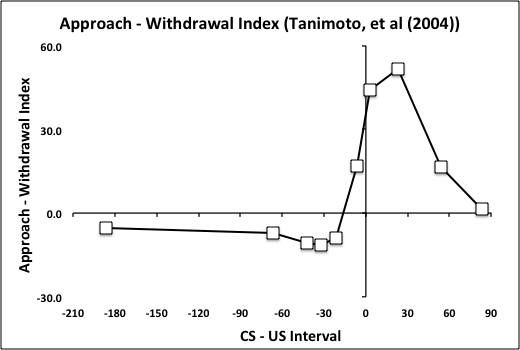 Approach - Withdrawal Index (Tanimoto, et al (2004))
Approach - Withdrawal Index
60.0
30.0
0.0
-30.0
-210 -180 -150 -120 -90 -60 -30 0 30 60 90
CS - US Interval